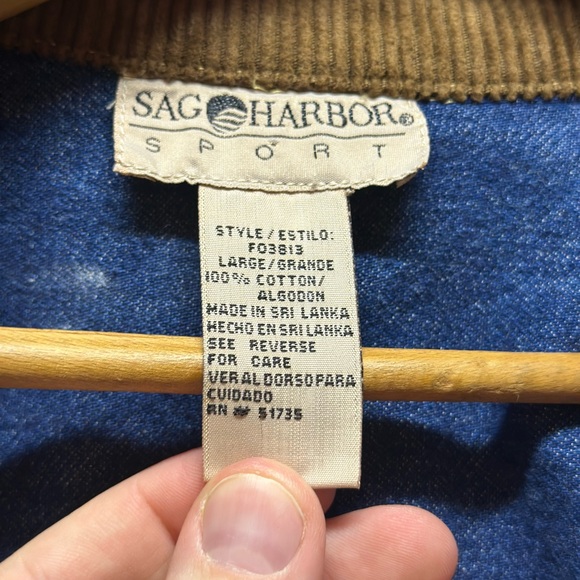 SAG HARBOR®
SPORT
STYLE/ESTILO:
FO3813
LARGE/GRANDE
100% COTTON/
ALGODON
MADE IN SRI LANKA
HECHO EN SRI LANKA
SEE REVERSE
FOR CARE
VER AL DORSO PARA
CUIDADO
RN # 51735